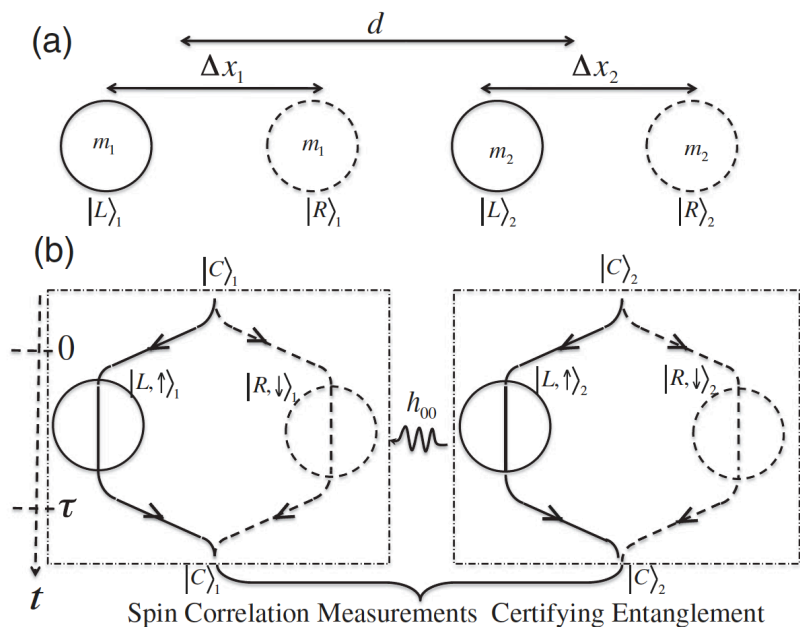 (a)
d
Δx₁ Δx₂
m₁ m₁ m₂ m₂
|L⟩₁ |R⟩₁ |L⟩₂ |R⟩₂
(b)
|C⟩₁ |C⟩₂
0
|L,↑⟩₁ |R,↓⟩₁ |L,↑⟩₂ |R,↓⟩₂
h₀₀
τ
|C⟩₁ |C⟩₂
t
Spin Correlation Measurements Certifying Entanglement